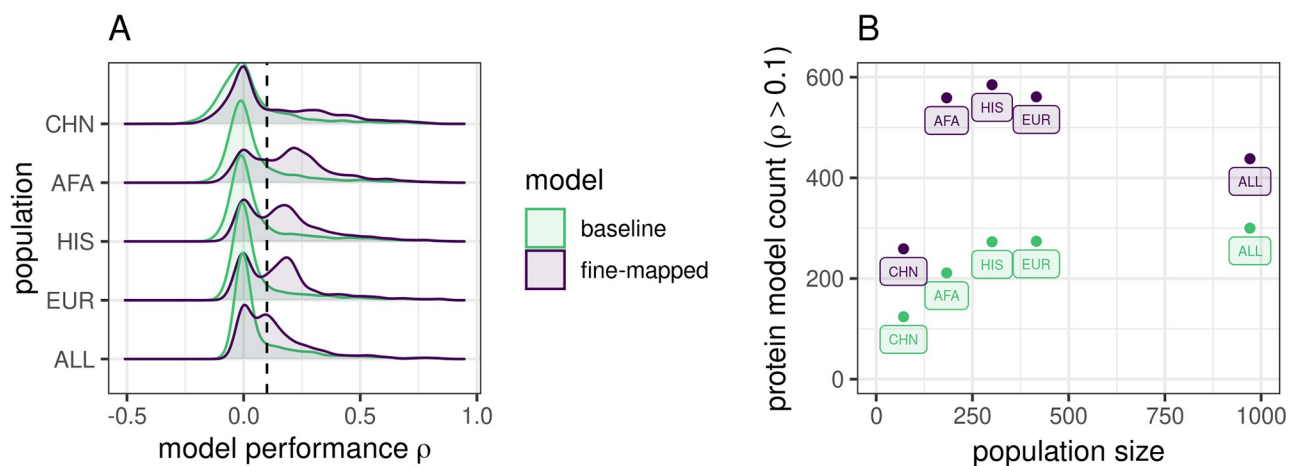 A
population
CHN
AFA
HIS
EUR
ALL
-0.5 0.0 0.5 1.0
model performance ρ
model
baseline
fine-mapped
B
protein model count (ρ > 0.1)
600
400
200
0
AFA HIS EUR
ALL
CHN
HIS EUR ALL
AFA
CHN
0 250 500 750 1000
population size